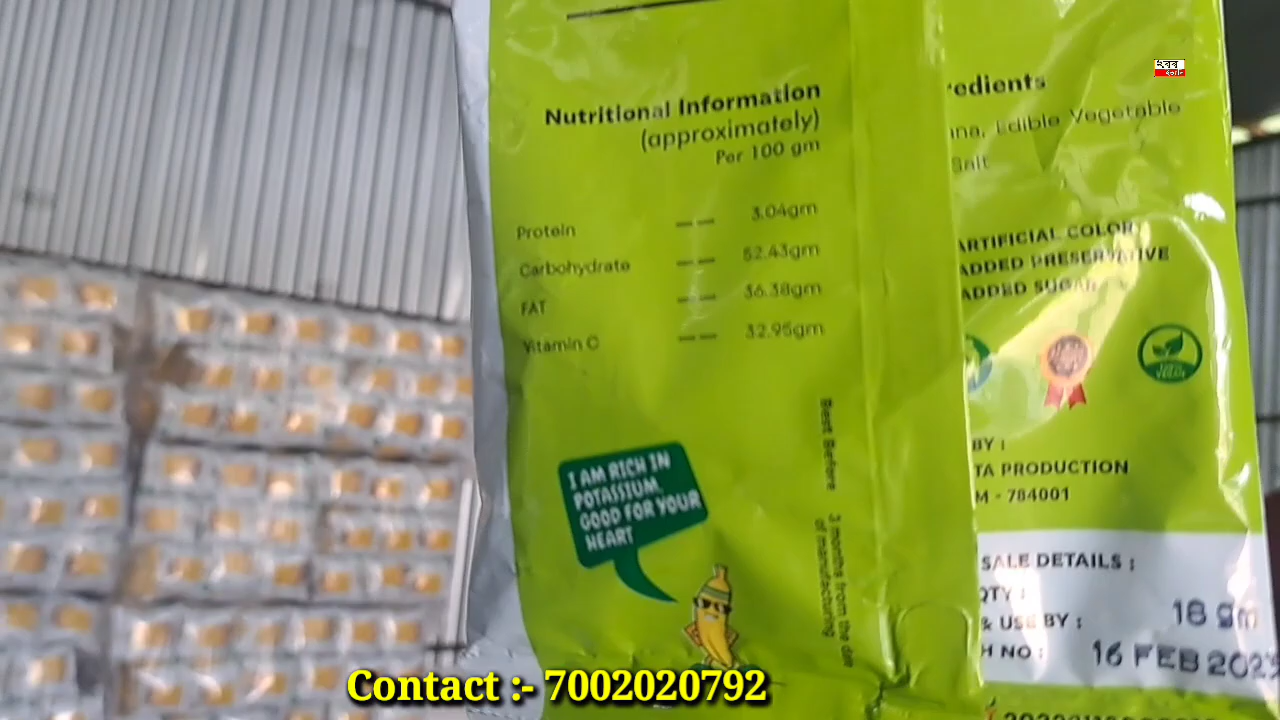 Nutritional Information
(approximately)
Per 100 gm
Protein -- 3.04gm
Carbohydrate -- 52.43gm
FAT -- 36.38gm
Vitamin C -- 32.95gm
I AM RICH IN
POTASSIUM.
GOOD FOR YOUR
HEART
Best Before 3 months from the
of manufacturing
edients
Edible Vegetable
Salt
ARTIFICIAL COLOR
ADDED PRESERVATIVE
ADDED SUGAR
VEGAN
BY :
TA PRODUCTION
M - 784001
SALE DETAILS :
QTY : 18 gm
& USE BY : 16 FEB 202
H NO :
Contact :- 7002020792